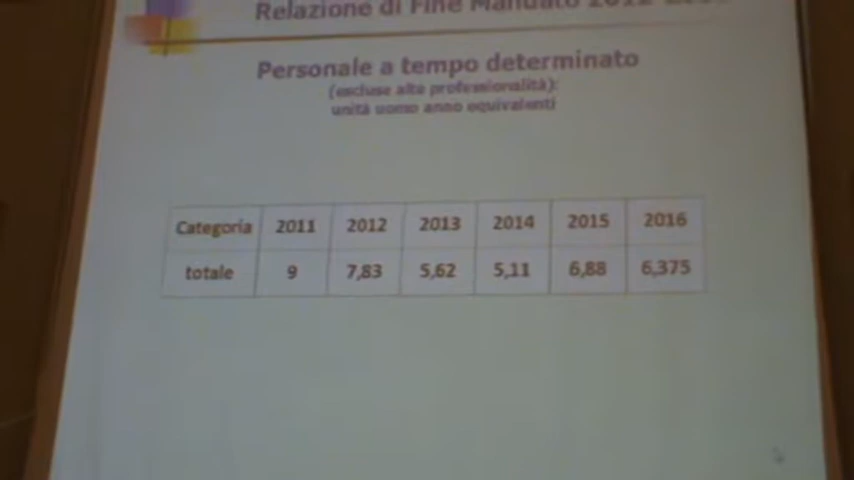 Relazione di Fine Mandato 2012
Personale a tempo determinato
(escluse alte professionalità):
unità uomo anno equivalenti
Categoria 2011 2012 2013 2014 2015 2016
totale 9 7,83 5,62 5,11 6,88 6,375